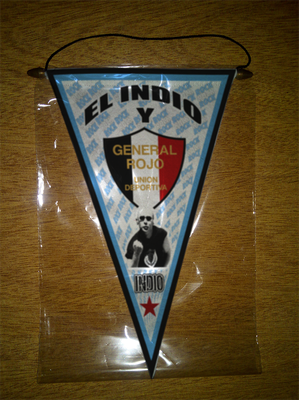 EL INDIO
Y
GENERAL
ROJO
UNION
DEPORTIVA
INDIO